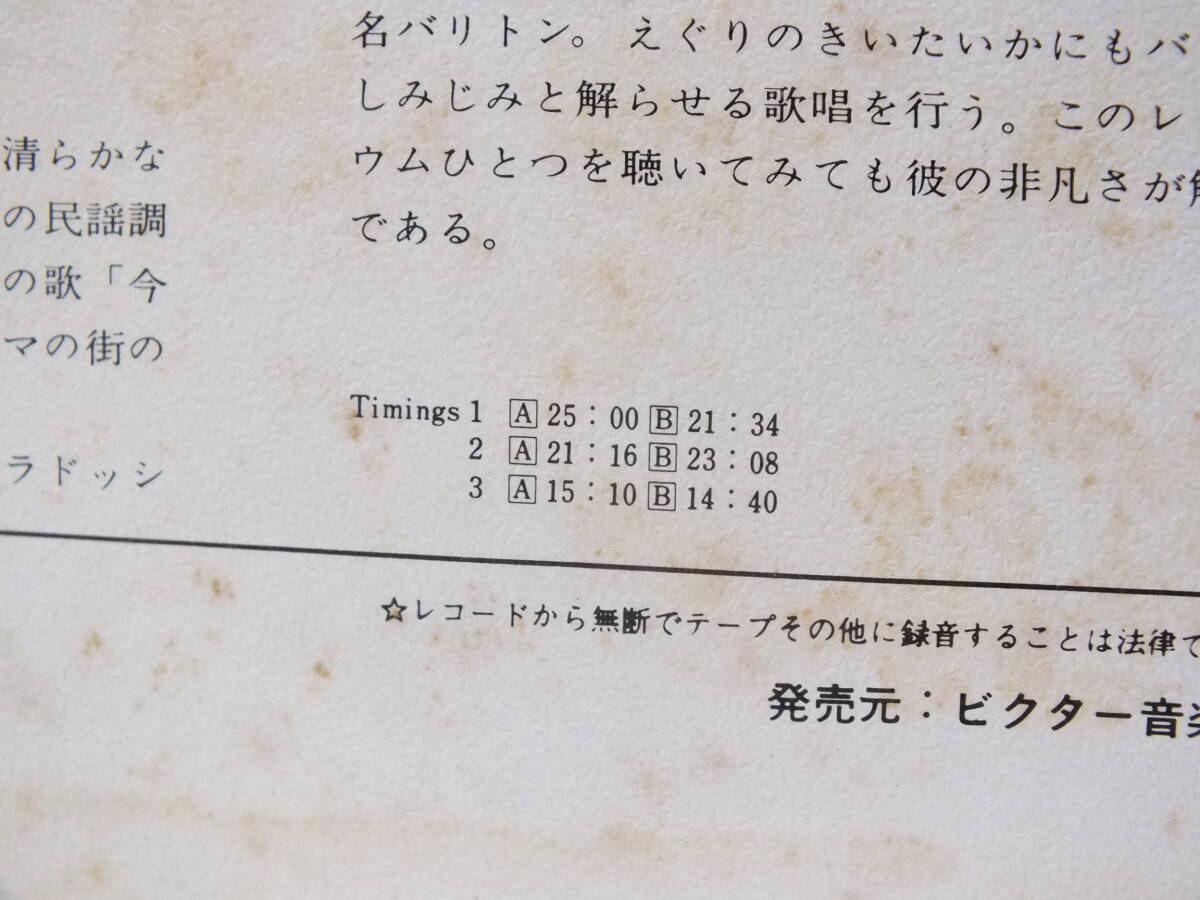 清らかな
の民謡調
の歌「今
マの街の
ラドッシ
名バリトン。えぐりのきいたいかにもバ
しみじみと解らせる歌唱を行う。このレ
ウムひとつを聴いてみても彼の非凡さが解
である。
Timings 1 A 25:00 B 21:34
2 A 21:16 B 23:08
3 A 15:10 B 14:40
☆レコードから無断でテープその他に録音することは法律で
発売元：ビクター音楽